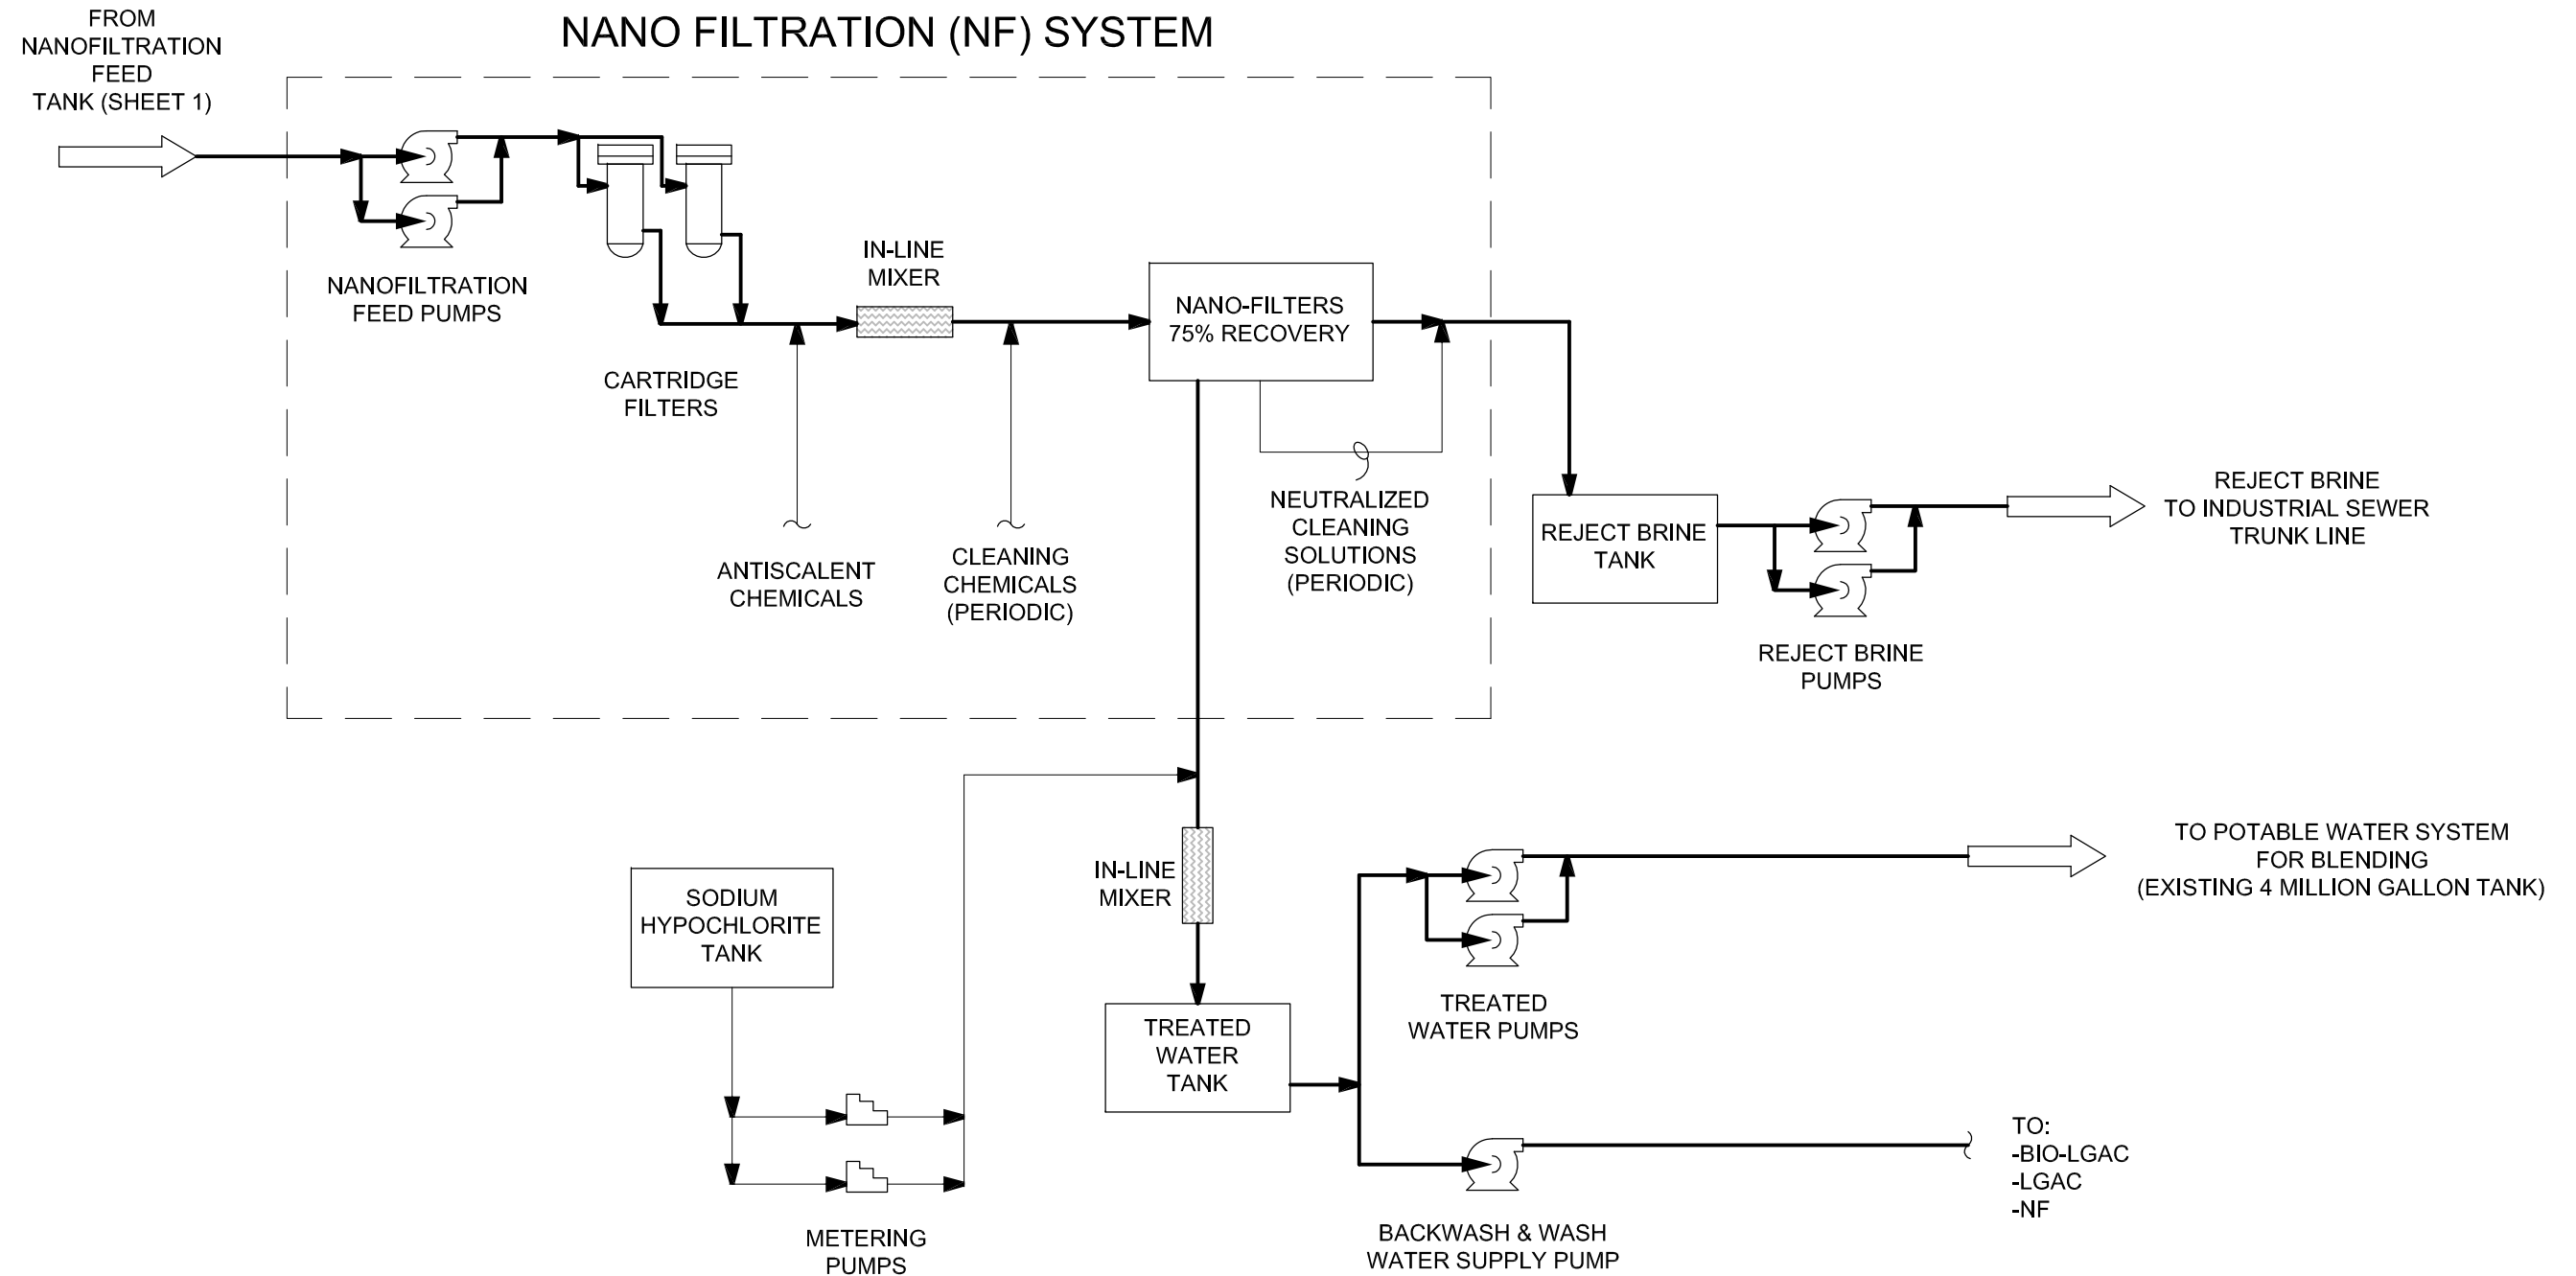 NANO FILTRATION (NF) SYSTEM
FROM
NANOFILTRATION
FEED
TANK (SHEET 1)
NANOFILTRATION
FEED PUMPS
CARTRIDGE
FILTERS
IN-LINE
MIXER
ANTISCALENT
CHEMICALS
CLEANING
CHEMICALS
(PERIODIC)
NANO-FILTERS
75% RECOVERY
NEUTRALIZED
CLEANING
SOLUTIONS
(PERIODIC)
REJECT BRINE
TANK
REJECT BRINE
PUMPS
REJECT BRINE
TO INDUSTRIAL SEWER
TRUNK LINE
SODIUM
HYPOCHLORITE
TANK
METERING
PUMPS
IN-LINE
MIXER
TREATED
WATER
TANK
TREATED
WATER PUMPS
TO POTABLE WATER SYSTEM
FOR BLENDING
(EXISTING 4 MILLION GALLON TANK)
BACKWASH & WASH
WATER SUPPLY PUMP
TO:
-BIO-LGAC
-LGAC
-NF